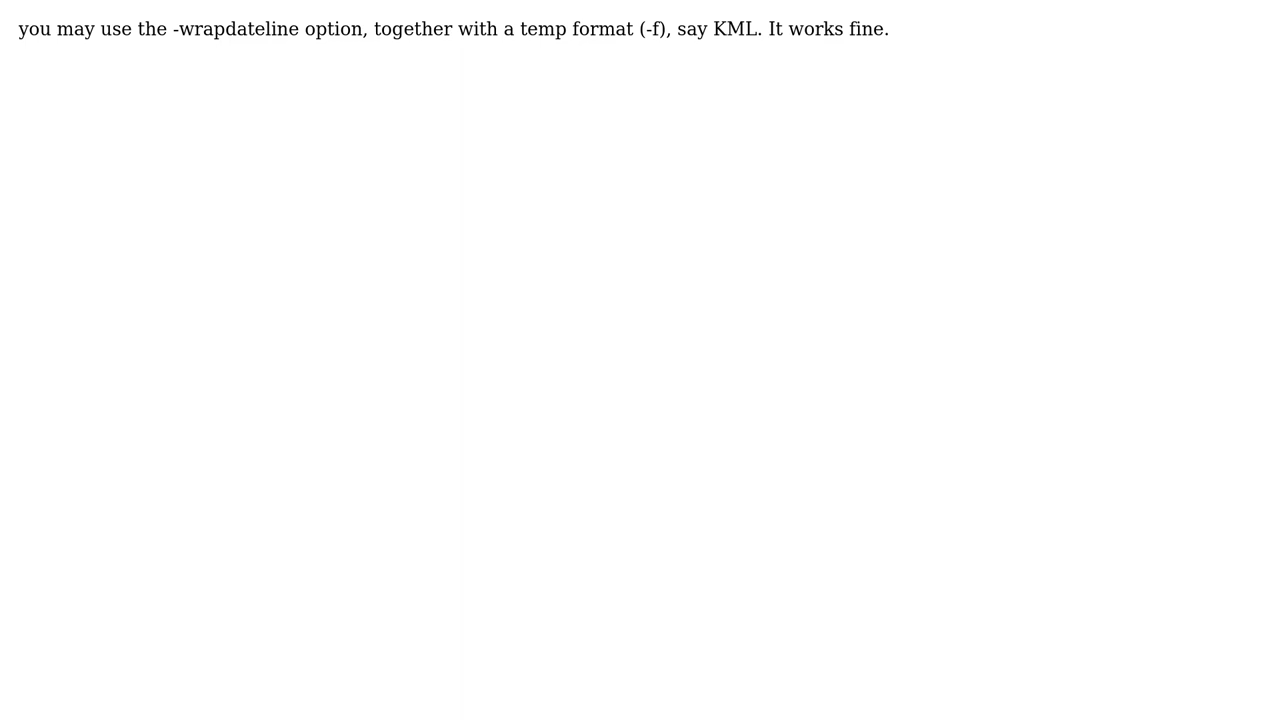 you may use the -wrapdateline option, together with a temp format (-f), say KML. It works fine.